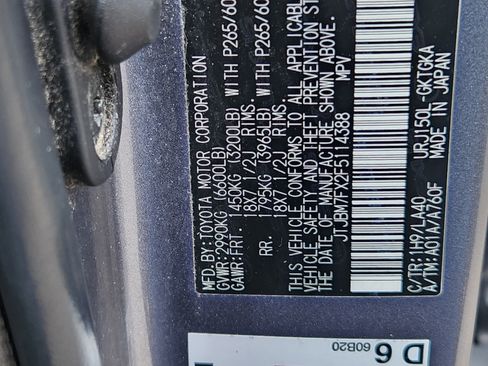 MFD.BY:TOYOTA MOTOR CORPORATION
GVWR:2990KG (6600LB)
GAWR:FRT. 1450KG (3200LB) WITH P265/60
18X7 1/2J RIMS.
RR. 1795KG (3965LB) WITH P265/60
18X7 1/2J RIMS.
THIS VEHICLE CONFORMS TO ALL APPLICABL
VEHICLE SAFETY AND THEFT PREVENTION ST
THE DATE OF MANUFACTURE SHOWN ABOVE.
JTJBM7FX2F5114388 MPV
C/TR:1H9/LA40 URJ150L-GKTGKA
A/TM:A01A/A760F MADE IN JAPAN
D 6
60B20